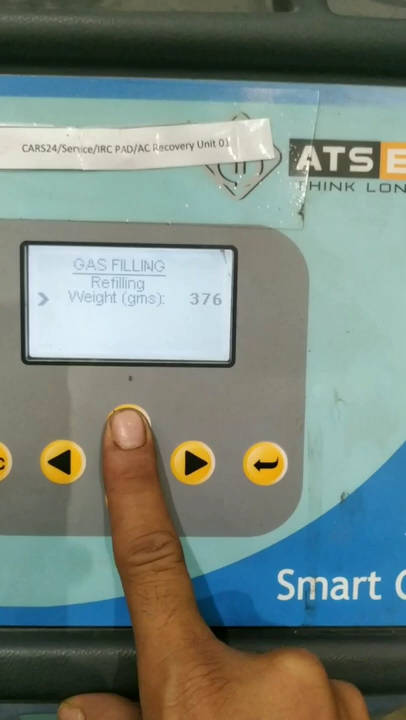 CARS24/Service/IRC PAD/AC Recovery Unit 01
ATS E
THINK LON
GAS FILLING
Refilling
Weight (gms): 376
C
Smart